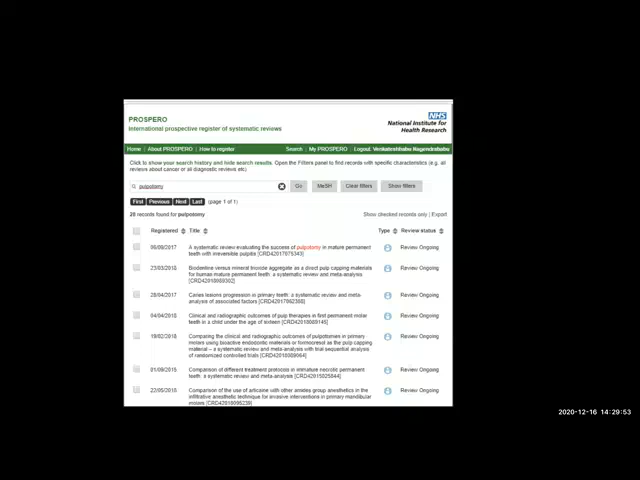 PROSPERO
International prospective register of systematic reviews
NHS
National Institute for
Health Research
Home | About PROSPERO | How to register
Search | My PROSPERO | Logout: Venkateshbabu Nagendrababu
Click to show your search history and hide search results. Open the Filters panel to find records with specific characteristics (e.g. all
reviews about cancer or all diagnostic reviews etc)
pulpotomy
Go
MeSH
Clear filters
Show filters
First Previous Next Last (page 1 of 1)
records found for pulpotomy
Show checked records only | Export
Registered Title Type Review status
A systematic review evaluating the success of pulpotomy in mature permanent
teeth with irreversible pulpitis
Review Ongoing
23/03/2018
Biodentine versus mineral trioxide aggregate as a direct pulp capping materials
for human mature permanent teeth: a systematic review and meta-analysis
Review Ongoing
28/04/2017
Caries lesions progression in primary teeth: a systematic review and meta-
analysis of associated factors
Review Ongoing
04/04/2018
Clinical and radiographic outcomes of pulp therapies in first permanent molar
teeth in a child under the age of sixteen
Review Ongoing
19/02/2018
Comparing the clinical and radiographic outcomes of pulpotomies in primary
molars using bioactive endodontic materials or formocresol as the pulp capping
material – a systematic review and meta-analysis with trial sequential analysis
of randomized controlled trials
Review Ongoing
01/09/2015
Comparison of different treatment protocols in immature necrotic permanent
teeth: a systematic review and meta-analysis
Review Ongoing
22/05/2018
Comparison of the use of articaine with other amoley group anesthetics in the
infiltrative anesthetic technique for invasive interventions in primary mandibular
molars
Review Ongoing
2020-12-16 14:29:53